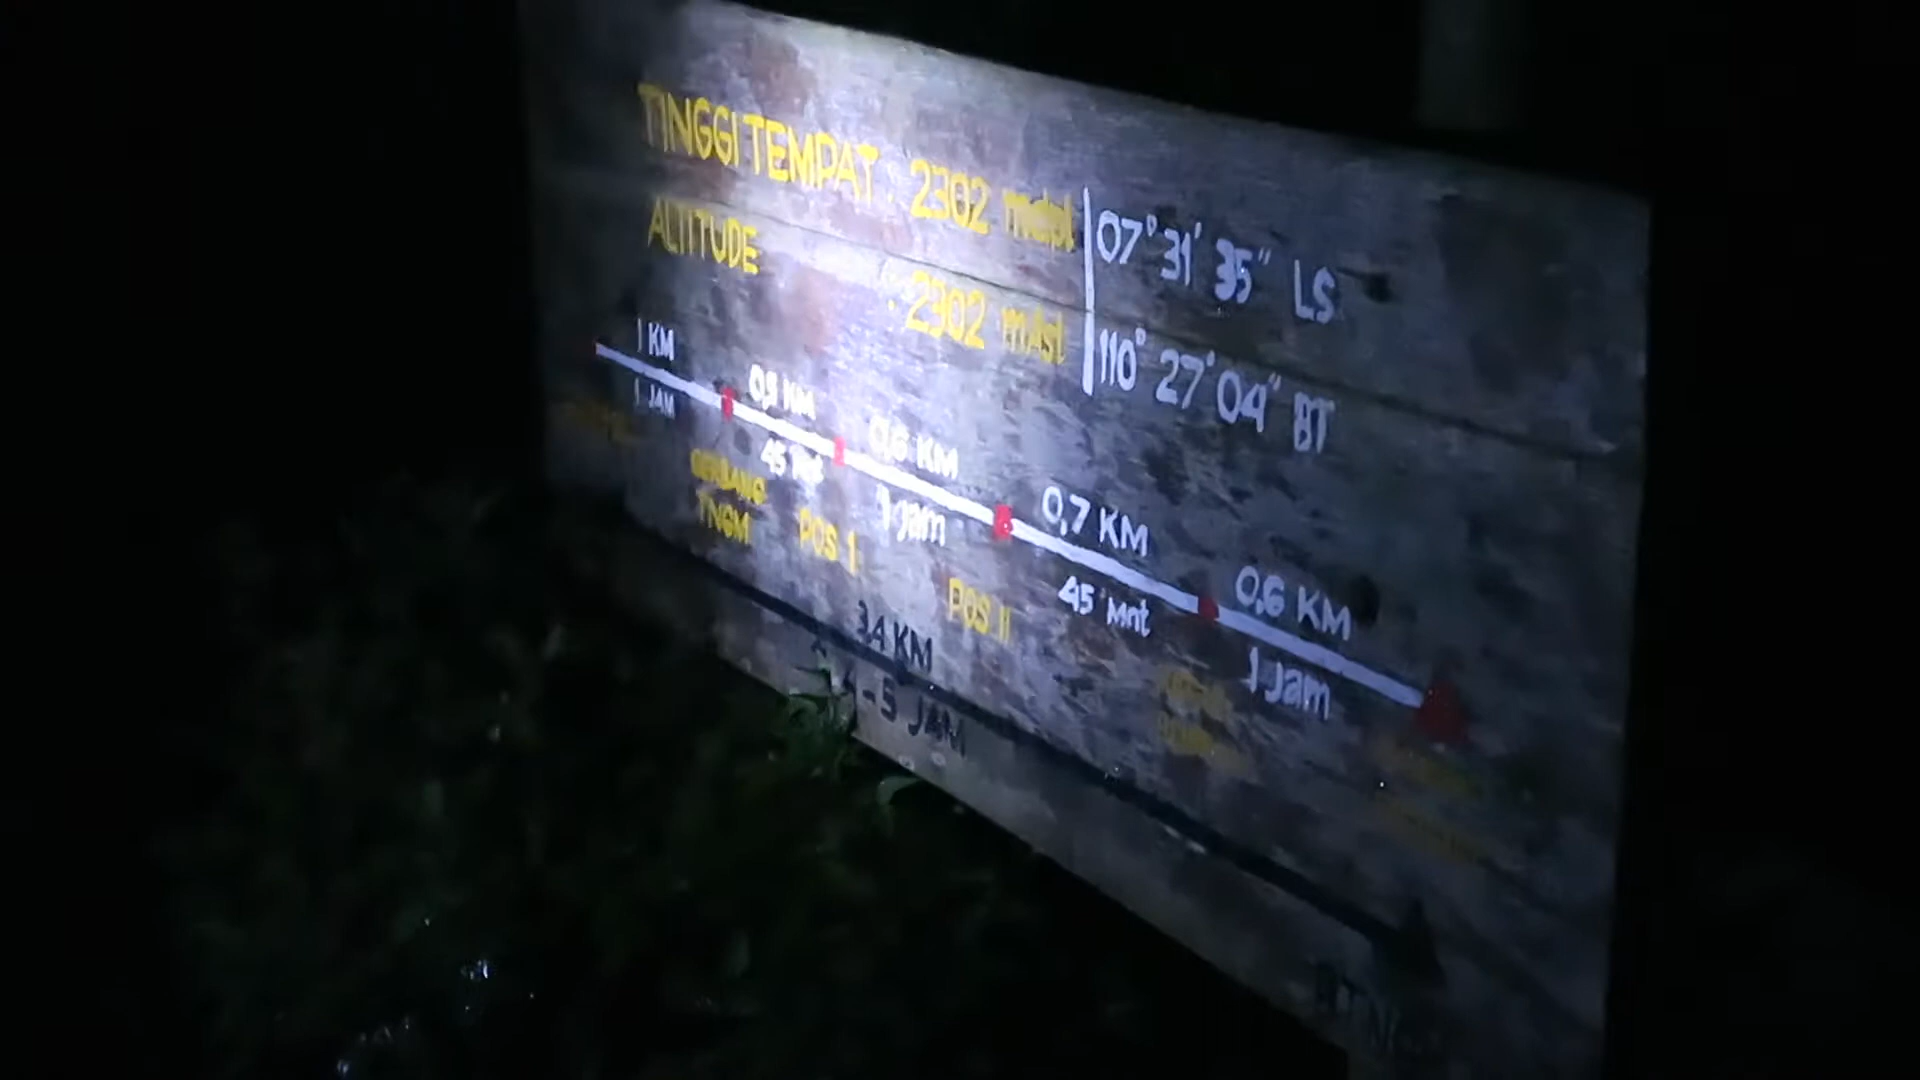 TINGGI TEMPAT : 2302 mdpl
ALTITUDE : 2302 mAsl
07° 31' 35" LS
110° 27' 04" BT
1 KM
0,5 KM
0,6 KM
0,7 KM
0,6 KM
1 JAM
45 Mnt
1 Jam
45 Mnt
1 Jam
GERBANG
TNGM
POS 1
POS II
3,4 KM
4-5 JAM